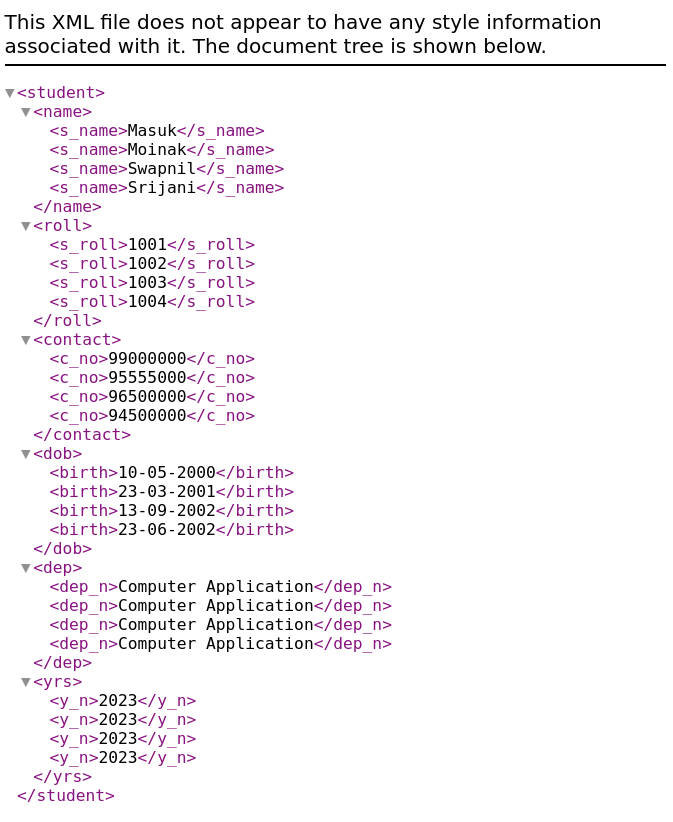 This XML file does not appear to have any style information
associated with it. The document tree is shown below.
<student>
<name>
<s_name>Masuk</s_name>
<s_name>Moinak</s_name>
<s_name>Swapnil</s_name>
<s_name>Srijani</s_name>
</name>
<roll>
<s_roll>1001</s_roll>
<s_roll>1002</s_roll>
<s_roll>1003</s_roll>
<s_roll>1004</s_roll>
</roll>
<contact>
<c_no>99000000</c_no>
<c_no>95555000</c_no>
<c_no>96500000</c_no>
<c_no>94500000</c_no>
</contact>
<dob>
<birth>10-05-2000</birth>
<birth>23-03-2001</birth>
<birth>13-09-2002</birth>
<birth>23-06-2002</birth>
</dob>
<dep>
<dep_n>Computer Application</dep_n>
<dep_n>Computer Application</dep_n>
<dep_n>Computer Application</dep_n>
<dep_n>Computer Application</dep_n>
</dep>
<yrs>
<y_n>2023</y_n>
<y_n>2023</y_n>
<y_n>2023</y_n>
<y_n>2023</y_n>
</yrs>
</student>